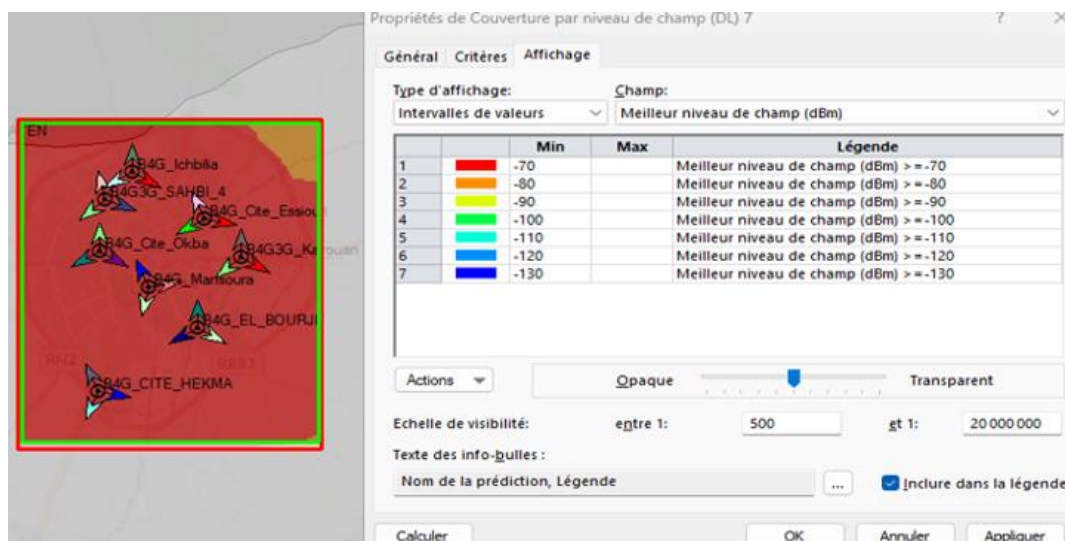 Propriétés de Couverture par niveau de champ (DL) 7
? ×
Général Critères Affichage
Type d'affichage: Champ:
Intervalles de valeurs Meilleur niveau de champ (dBm)
Min Max Légende
1 -70 Meilleur niveau de champ (dBm) >=-70
2 -80 Meilleur niveau de champ (dBm) >=-80
3 -90 Meilleur niveau de champ (dBm) >=-90
4 -100 Meilleur niveau de champ (dBm) >=-100
5 -110 Meilleur niveau de champ (dBm) >=-110
6 -120 Meilleur niveau de champ (dBm) >=-120
7 -130 Meilleur niveau de champ (dBm) >=-130
Actions Opaque Transparent
Echelle de visibilité: entre 1: 500 et 1: 20 000 000
Texte des info-bulles :
Nom de la prédiction, Légende ... Inclure dans la légende
Calculer OK Annuler Appliquer
B4G_Ichbilia
B4G3G_SAHBI_4
B4G_Cite_Essioui
B4G_Cite_Okba
B4G3G_Ka rouan
B4G_Mansoura
B4G_EL_BOURJI
B4G_CITE_HEKMA
RN2